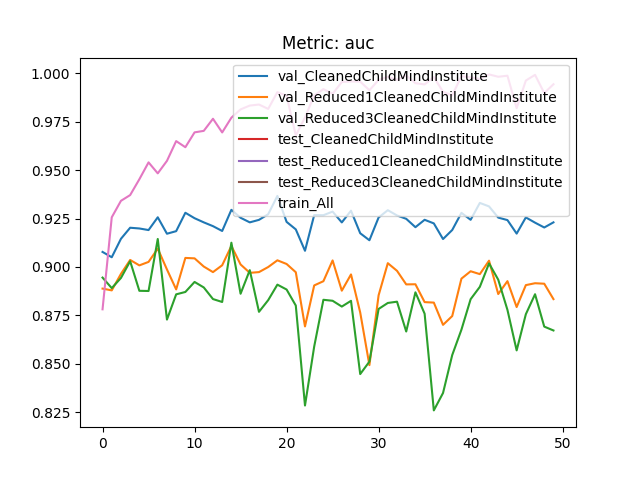 Metric: auc
1.000
0.975
0.950
0.925
0.900
0.875
0.850
0.825
val_CleanedChildMindInstitute
val_Reduced1CleanedChildMindInstitute
val_Reduced3CleanedChildMindInstitute
test_CleanedChildMindInstitute
test_Reduced1CleanedChildMindInstitute
test_Reduced3CleanedChildMindInstitute
train_All
0 10 20 30 40 50